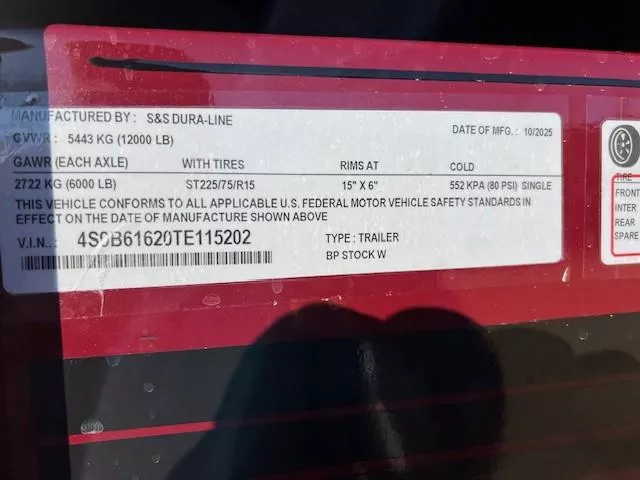 MANUFACTURED BY : S&S DURA-LINE
GVWR : 5443 KG (12000 LB) DATE OF MFG. : 10/2025
GAWR (EACH AXLE) WITH TIRES RIMS AT COLD
2722 KG (6000 LB) ST225/75/R15 15" X 6" 552 KPA (80 PSI) SINGLE
THIS VEHICLE CONFORMS TO ALL APPLICABLE U.S. FEDERAL MOTOR VEHICLE SAFETY STANDARDS IN
EFFECT ON THE DATE OF MANUFACTURE SHOWN ABOVE
V.I.N. : 4S9B61620TE115202 TYPE : TRAILER
BP STOCK W
TIRE
FRONT
INTER
REAR
SPARE